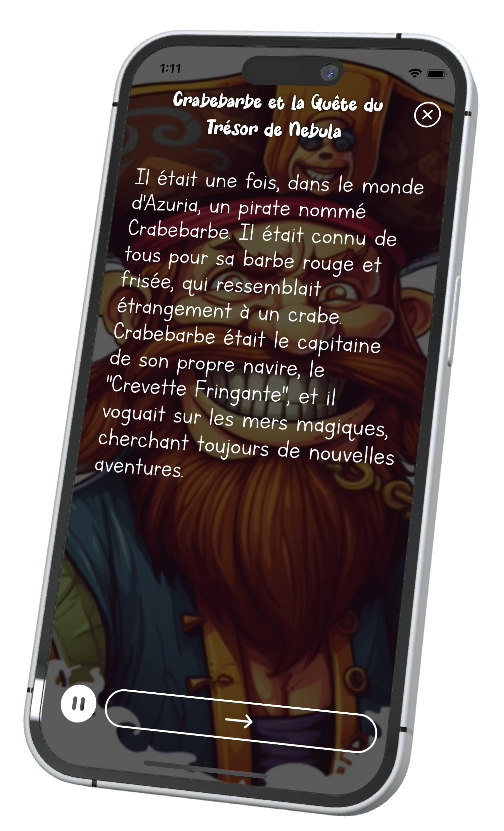 1:11
Crabebarbe et la Quête du
Trésor de Nebula
Il était une fois, dans le monde
d'Azuria, un pirate nommé
Crabebarbe. Il était connu de
tous pour sa barbe rouge et
frisée, qui ressemblait
étrangement à un crabe.
Crabebarbe était le capitaine
de son propre navire, le
"Crevette Fringante", et il
voguait sur les mers magiques,
cherchant toujours de nouvelles
aventures.